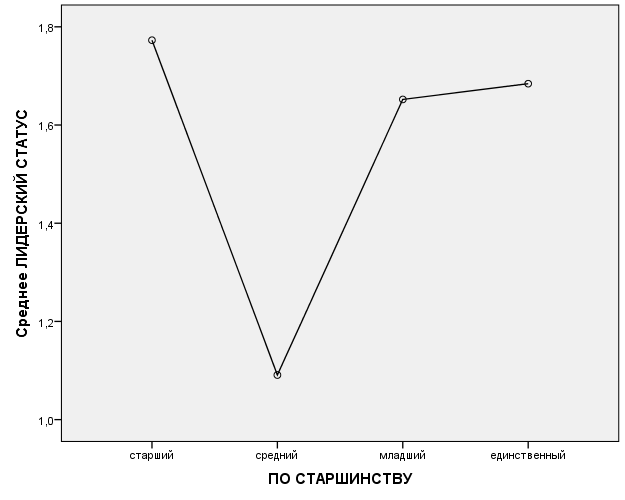 Среднее ЛИДЕРСКИЙ СТАТУС
1,8
1,6
1,4
1,2
1,0
старший
средний
младший
единственный
ПО СТАРШИНСТВУ